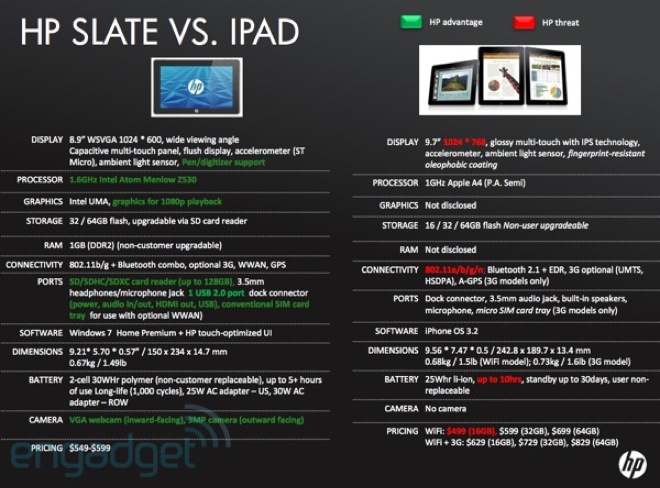 HP SLATE VS. IPAD
HP advantage
HP threat
hp
DISPLAY 8.9" WSVGA 1024 * 600, wide viewing angle
Capacitive multi-touch panel, flush display, accelerometer (ST
Micro), ambient light sensor, Pen/digitizer support
PROCESSOR 1.6GHz Intel Atom Menlow Z530
GRAPHICS Intel UMA, graphics for 1080p playback
STORAGE 32 / 64GB flash, upgradable via SD card reader
RAM 1GB (DDR2) (non-customer upgradable)
CONNECTIVITY 802.11b/g + Bluetooth combo, optional 3G, WWAN, GPS
PORTS SD/SDHC/SDXC card reader (up to 128GB), 3.5mm
headphones/microphone jack 1 USB 2.0 port dock connector
(power, audio in/out, HDMI out, USB), conventional SIM card
tray for use with optional WWAN)
SOFTWARE Windows 7 Home Premium + HP touch-optimized UI
DIMENSIONS 9.21* 5.70 * 0.57" / 150 x 234 x 14.7 mm
0.67kg / 1.49lb
BATTERY 2-cell 30WHr polymer (non-customer replaceable), up to 5+ hours
of use Long-life (1,000 cycles), 25W AC adapter – US, 30W AC
adapter – ROW
CAMERA VGA webcam (inward-facing), 3MP camera (outward facing)
PRICING $549-$599
DISPLAY 9.7" 1024 * 768, glossy multi-touch with IPS technology,
accelerometer, ambient light sensor, fingerprint-resistant
oleophobic coating
PROCESSOR 1GHz Apple A4 (P.A. Semi)
GRAPHICS Not disclosed
STORAGE 16 / 32 / 64GB flash Non-user upgradeable
RAM Not disclosed
CONNECTIVITY 802.11a/b/g/n; Bluetooth 2.1 + EDR, 3G optional (UMTS,
HSDPA), A-GPS (3G models only)
PORTS Dock connector, 3.5mm audio jack, built-in speakers,
microphone, micro SIM card tray (3G models only)
SOFTWARE iPhone OS 3.2
DIMENSIONS 9.56 * 7.47 * 0.5 / 242.8 x 189.7 x 13.4 mm
0.68kg / 1.5lb (WiFi model); 0.73kg / 1.6lb (3G model)
BATTERY 25Whr li-ion, up to 10hrs, standby up to 30days, user non-
replaceable
CAMERA No camera
PRICING WiFi: $499 (16GB), $599 (32GB), $699 (64GB)
WiFi + 3G: $629 (16GB), $729 (32GB), $829 (64GB)
engadget
hp